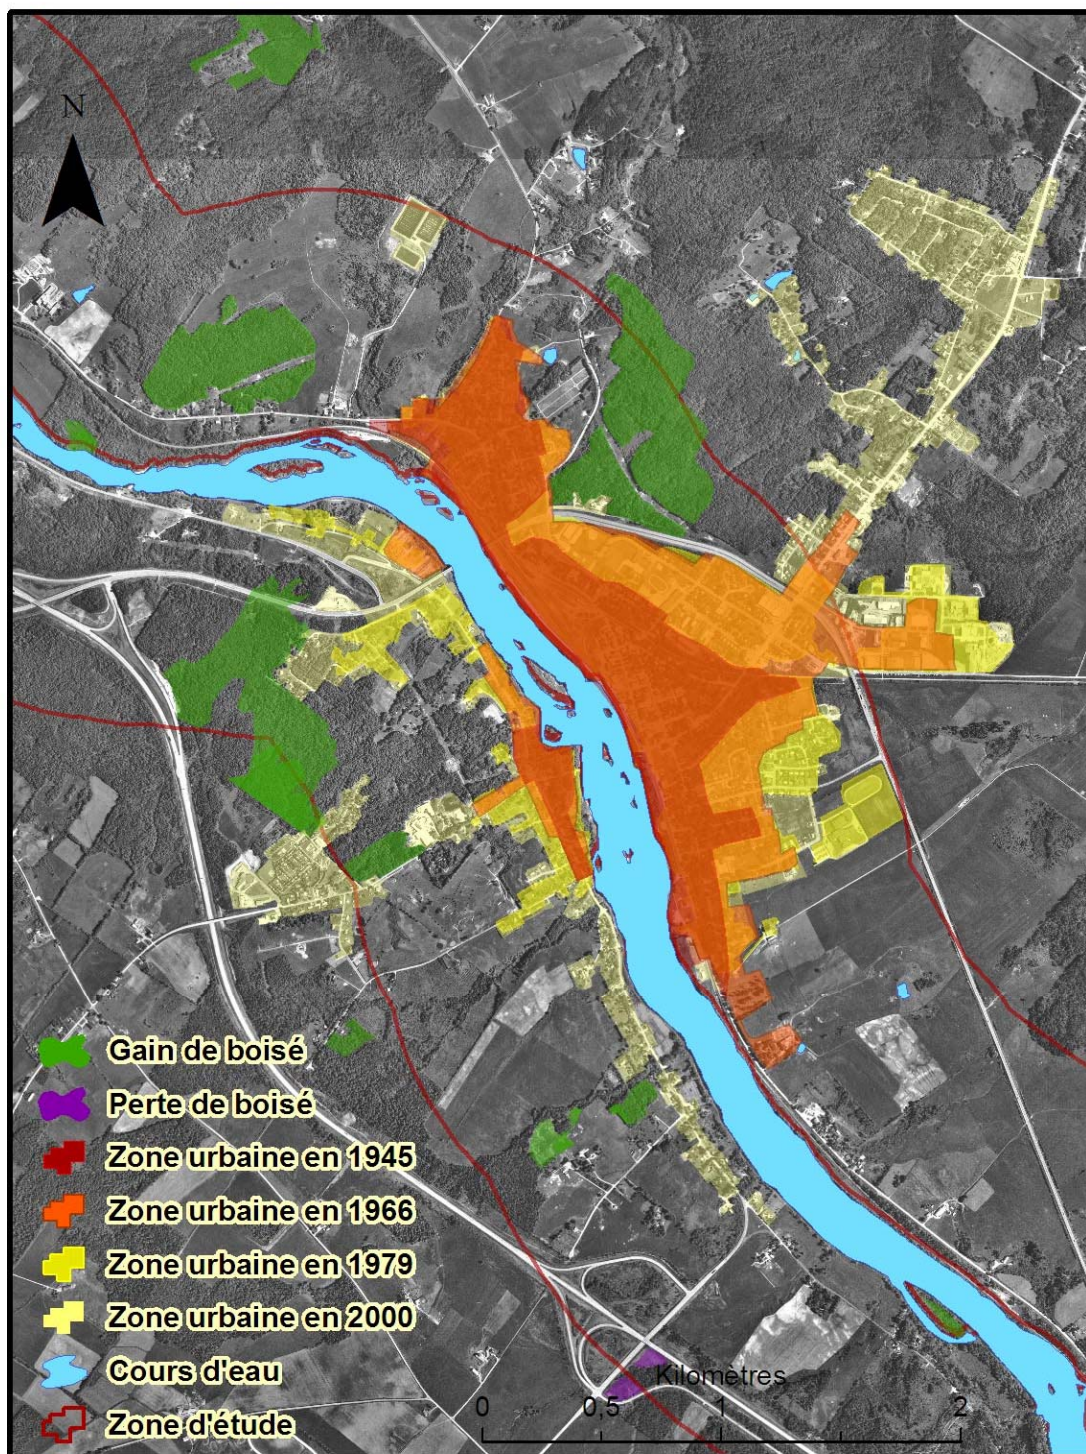 N
Gain de boisé
Perte de boisé
Zone urbaine en 1945
Zone urbaine en 1966
Zone urbaine en 1979
Zone urbaine en 2000
Cours d'eau
Zone d'étude
Kilomètres
0 0,5 1 2